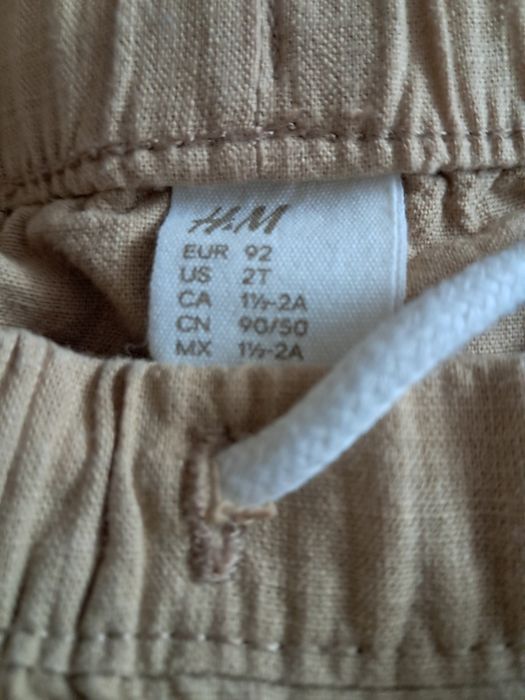 H&M
EUR 92
US 2T
CA 1½-2A
CN 90/50
MX 1½-2A